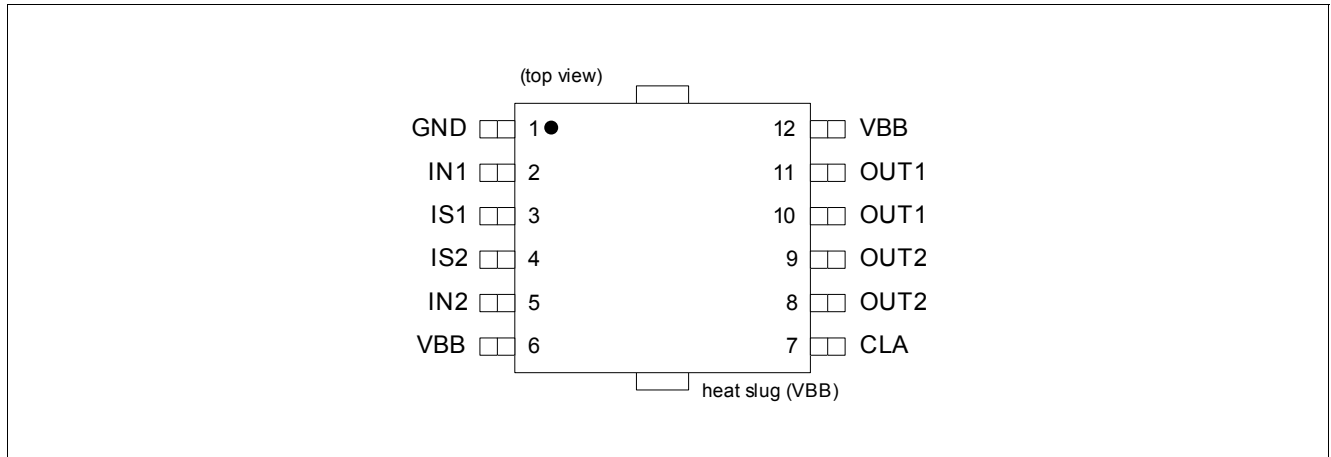 (top view)
GND 1 12 VBB
IN1 2 11 OUT1
IS1 3 10 OUT1
IS2 4 9 OUT2
IN2 5 8 OUT2
VBB 6 7 CLA
heat slug (VBB)